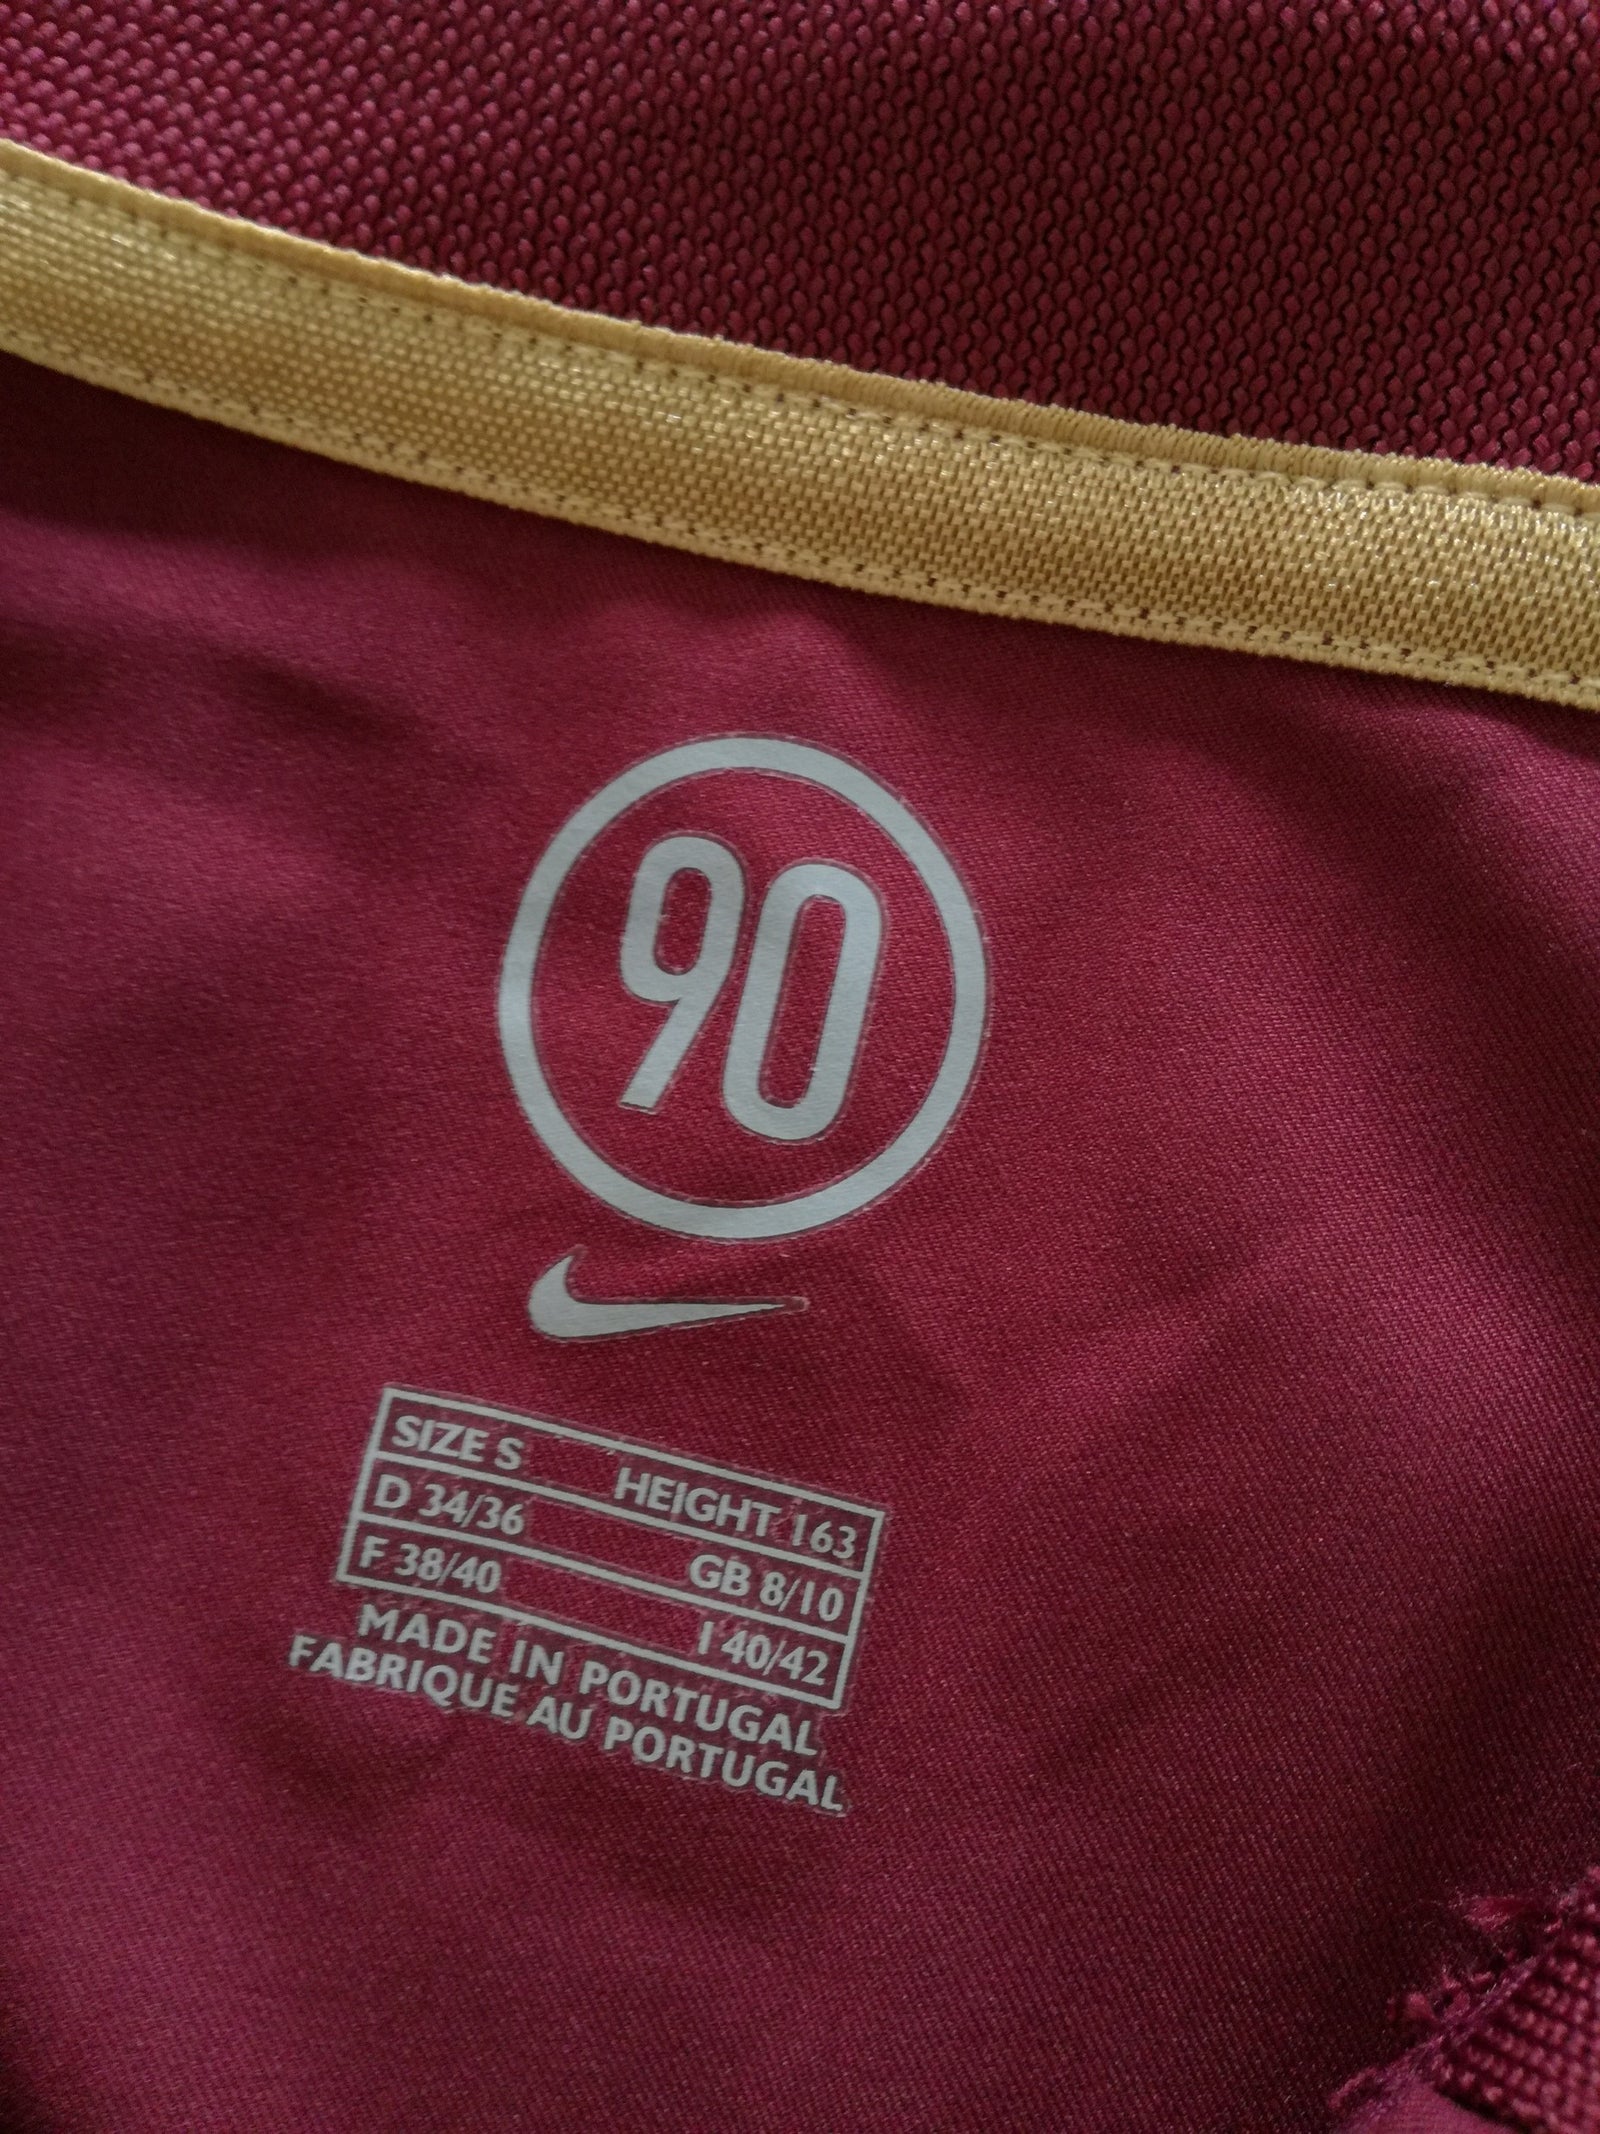 90
SIZE S HEIGHT 163
D 34/36 GB 8/10
F 38/40 I 40/42
MADE IN PORTUGAL
FABRIQUE AU PORTUGAL